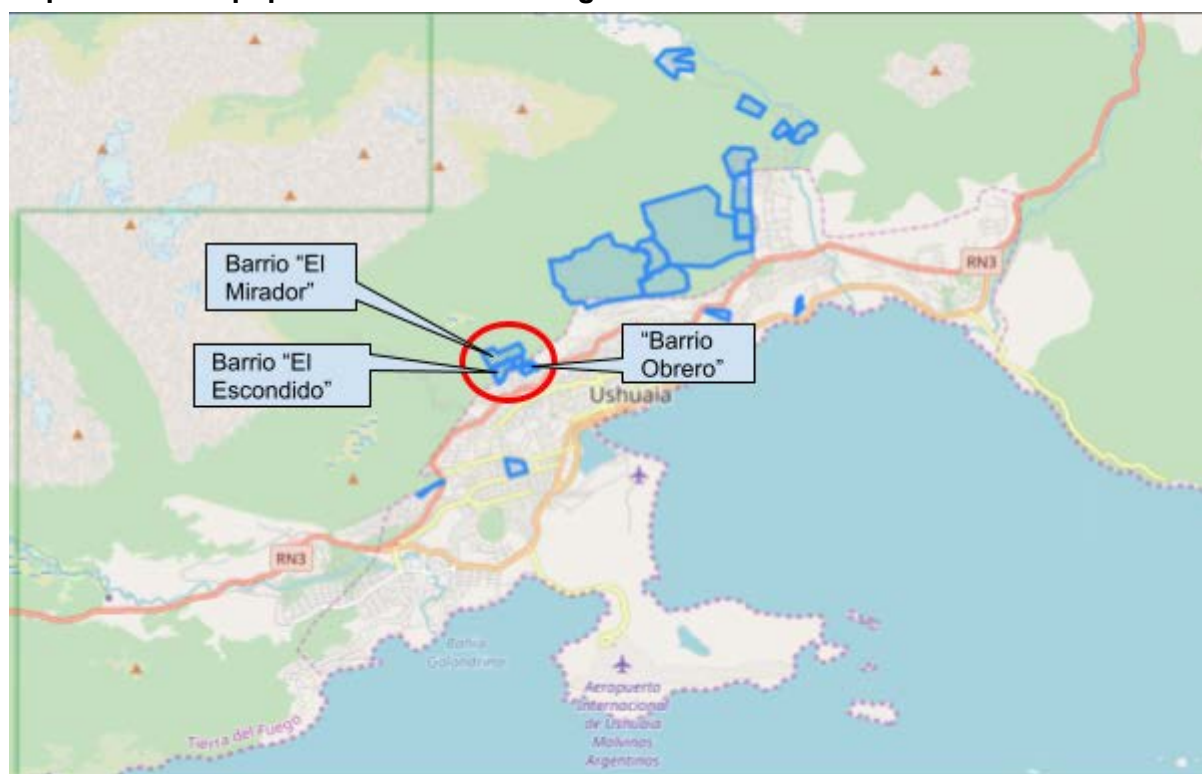 Barrio “El
Mirador”
Barrio “El
Escondido”
“Barrio
Obrero”
RN3
Ushuaia
RN3
Bahía
Golondrina
Tierra del Fuego
Aeropuerto
Internacional
de Ushuaia
Malvinas
Argentinas